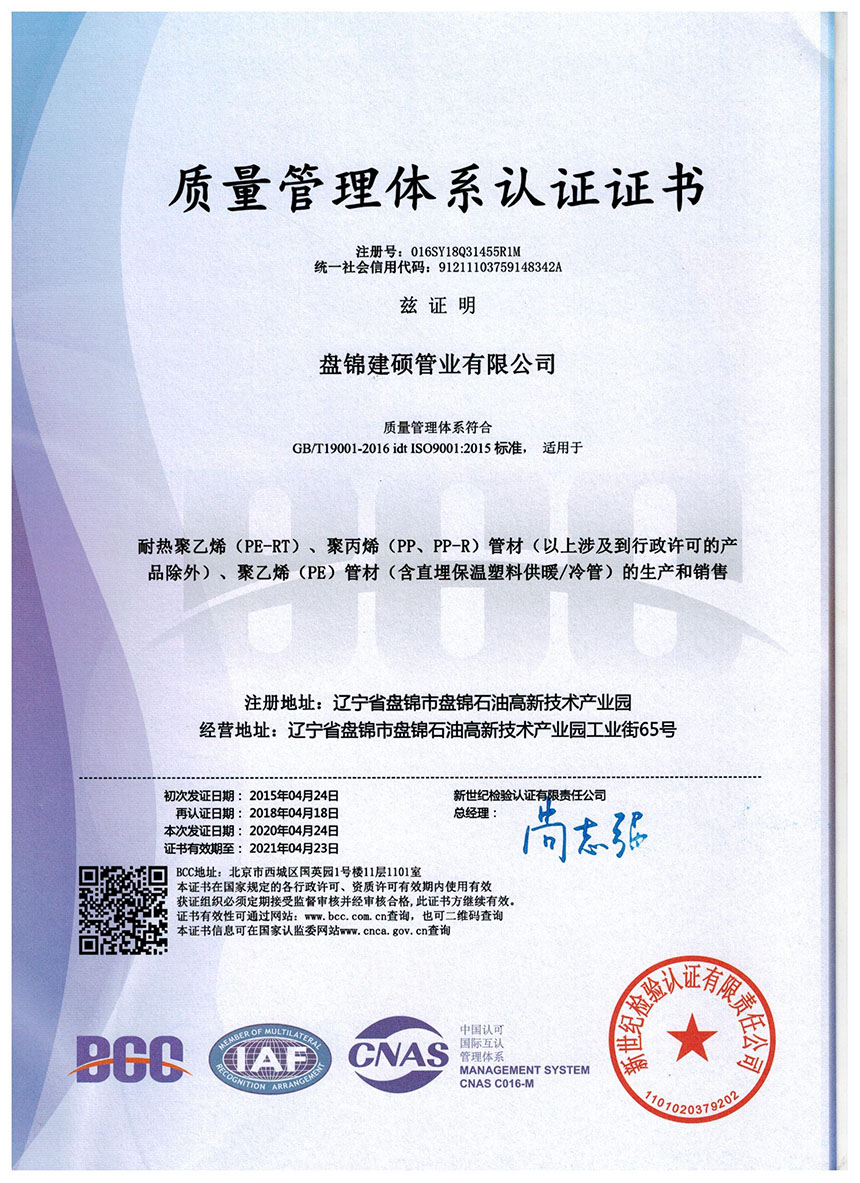 质量管理体系认证证书
注册号：016SY18Q31455R1M
统一社会信用代码：91211103759148342A
兹 证 明
盘锦建硕管业有限公司
质量管理体系符合
GB/T19001-2016 idt ISO9001:2015 标准， 适用于
耐热聚乙烯（PE-RT）、聚丙烯（PP、PP-R）管材（以上涉及到行政许可的产
品除外）、聚乙烯（PE）管材（含直埋保温塑料供暖/冷管）的生产和销售
注册地址：辽宁省盘锦市盘锦石油高新技术产业园
经营地址：辽宁省盘锦市盘锦石油高新技术产业园工业街65号
初次发证日期： 2015年04月24日
再认证日期： 2018年04月18日
本次发证日期： 2020年04月24日
证书有效期至： 2021年04月23日
新世纪检验认证有限责任公司
总经理：
尚志强
BCC地址：北京市西城区国英园1号楼11层1101室
本证书在国家规定的各行政许可、资质许可有效期内使用有效
获证组织必须定期接受监督审核并经审核合格,此证书方继续有效。
证书有效性可通过网站：www.bcc.com.cn查询，也可二维码查询
本证书信息可在国家认监委网站www.cnca.gov.cn查询
BCC
MEMBER OF MULTILATERAL
IAF
RECOGNITION ARRANGEMENT
CNAS
中国认可
国际互认
管理体系
MANAGEMENT SYSTEM
CNAS C016-M
新世纪检验认证有限责任公司
1101020379202